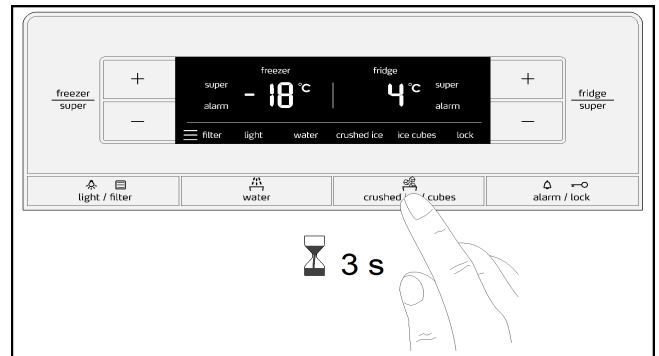 freezer
super
+
—
freezer fridge
super - 18 °C 4 °C super
alarm alarm
filter light water crushed ice ice cubes lock
+
—
fridge
super
light / filter water crushed ice / cubes alarm / lock
3 s